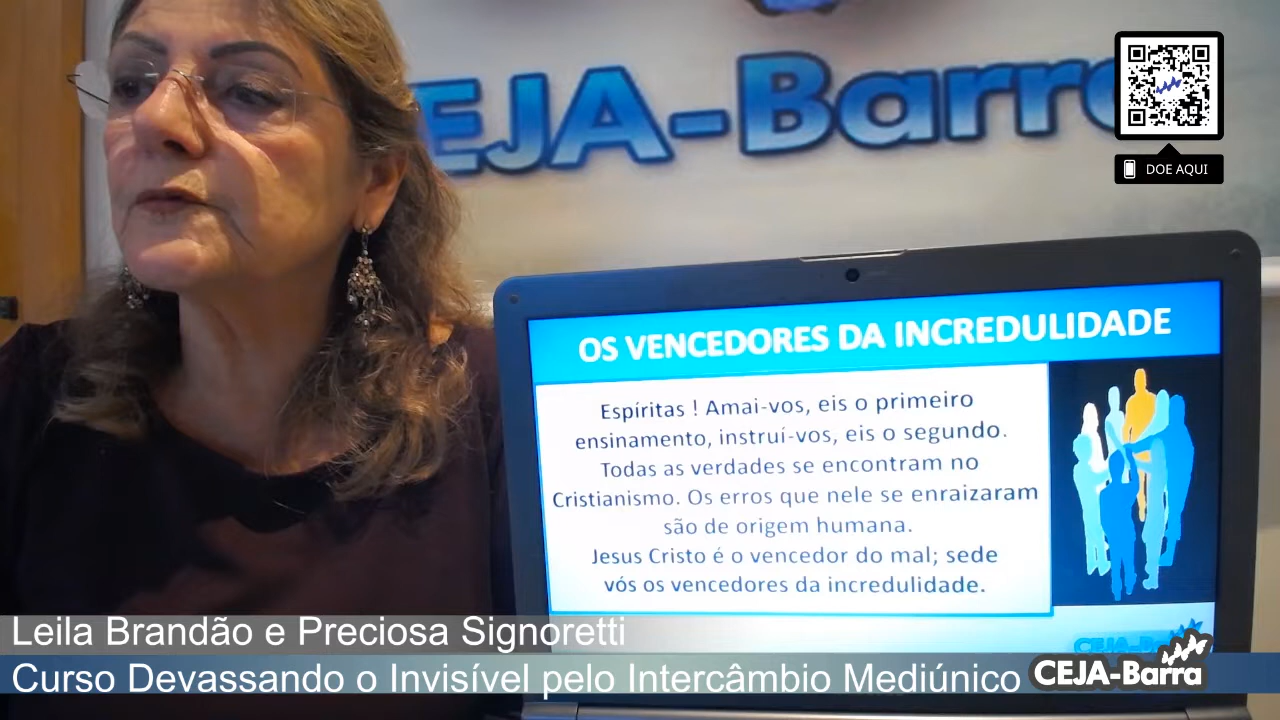 CEJA-Barra
DOE AQUI
OS VENCEDORES DA INCREDULIDADE
Espíritas ! Amai-vos, eis o primeiro
ensinamento, instruí-vos, eis o segundo.
Todas as verdades se encontram no
Cristianismo. Os erros que nele se enraizaram
são de origem humana.
Jesus Cristo é o vencedor do mal; sede
vós os vencedores da incredulidade.
CEJA-Barra
Leila Brandão e Preciosa Signoretti
Curso Devassando o Invisível pelo Intercâmbio Mediúnico
CEJA-Barra